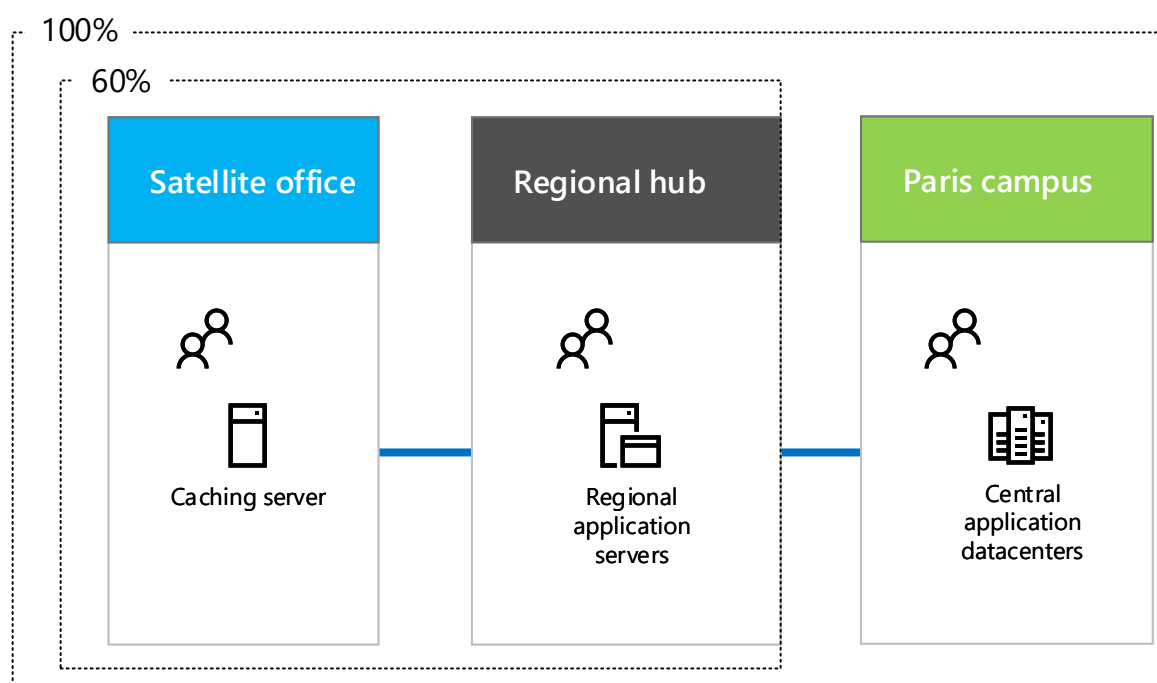 100%
60%
Satellite office
Regional hub
Paris campus
Caching server
Regional
application
servers
Central
application
datacenters